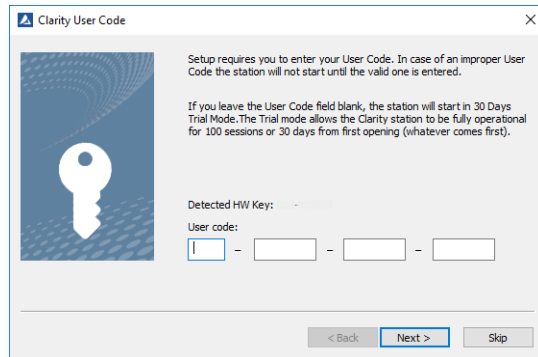 Clarity User Code
Setup requires you to enter your User Code. In case of an improper User
Code the station will not start until the valid one is entered.
If you leave the User Code field blank, the station will start in 30 Days
Trial Mode.The Trial mode allows the Clarity station to be fully operational
for 100 sessions or 30 days from first opening (whatever comes first).
Detected HW Key: -
User code:
– – –
< Back Next > Skip